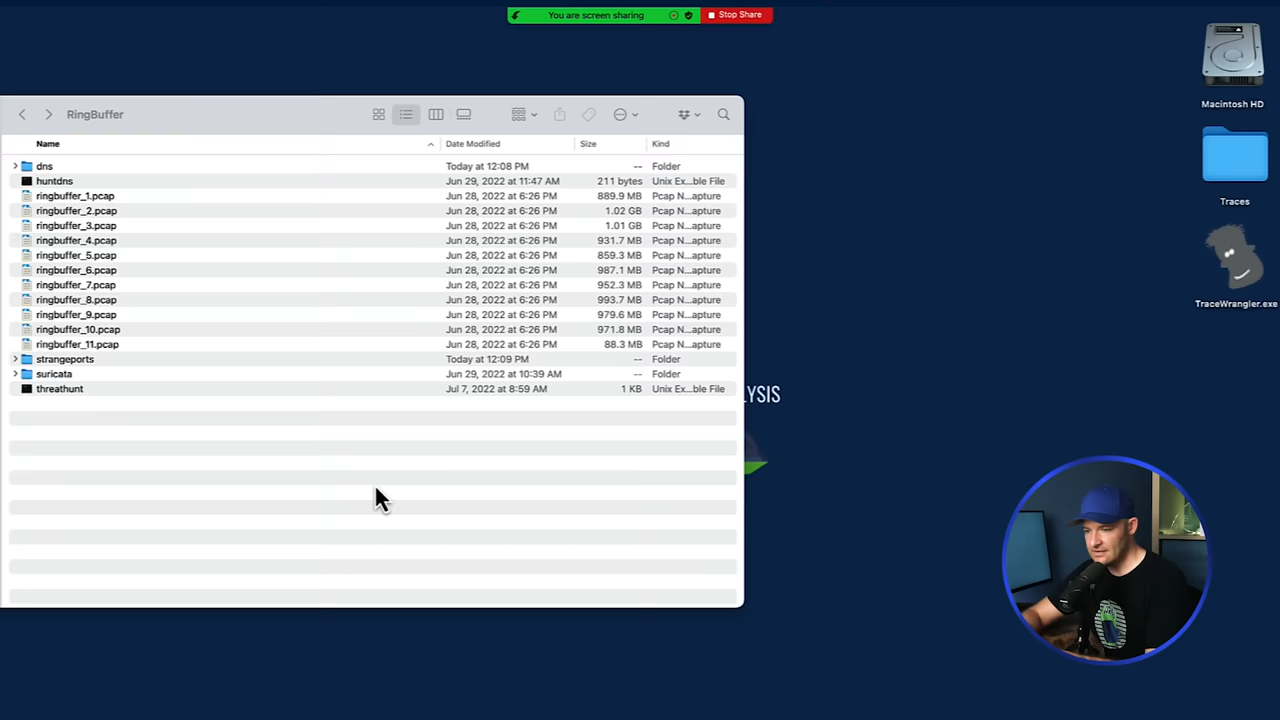 You are screen sharing Stop Share
RingBuffer
Name Date Modified Size Kind
dns Today at 12:08 PM -- Folder
huntdns Jun 29, 2022 at 11:47 AM 211 bytes Unix Ex...ble File
ringbuffer_1.pcap Jun 28, 2022 at 6:26 PM 889.9 MB Pcap N...apture
ringbuffer_2.pcap Jun 28, 2022 at 6:26 PM 1.02 GB Pcap N...apture
ringbuffer_3.pcap Jun 28, 2022 at 6:26 PM 1.01 GB Pcap N...apture
ringbuffer_4.pcap Jun 28, 2022 at 6:26 PM 931.7 MB Pcap N...apture
ringbuffer_5.pcap Jun 28, 2022 at 6:26 PM 859.3 MB Pcap N...apture
ringbuffer_6.pcap Jun 28, 2022 at 6:26 PM 987.1 MB Pcap N...apture
ringbuffer_7.pcap Jun 28, 2022 at 6:26 PM 952.3 MB Pcap N...apture
ringbuffer_8.pcap Jun 28, 2022 at 6:26 PM 993.7 MB Pcap N...apture
ringbuffer_9.pcap Jun 28, 2022 at 6:26 PM 979.6 MB Pcap N...apture
ringbuffer_10.pcap Jun 28, 2022 at 6:26 PM 971.8 MB Pcap N...apture
ringbuffer_11.pcap Jun 28, 2022 at 6:26 PM 88.3 MB Pcap N...apture
strangeports Today at 12:09 PM -- Folder
suricata Jun 29, 2022 at 10:39 AM -- Folder
threathunt Jul 7, 2022 at 8:59 AM 1 KB Unix Ex...ble File
LYSIS
Macintosh HD
Traces
TraceWrangler.exe